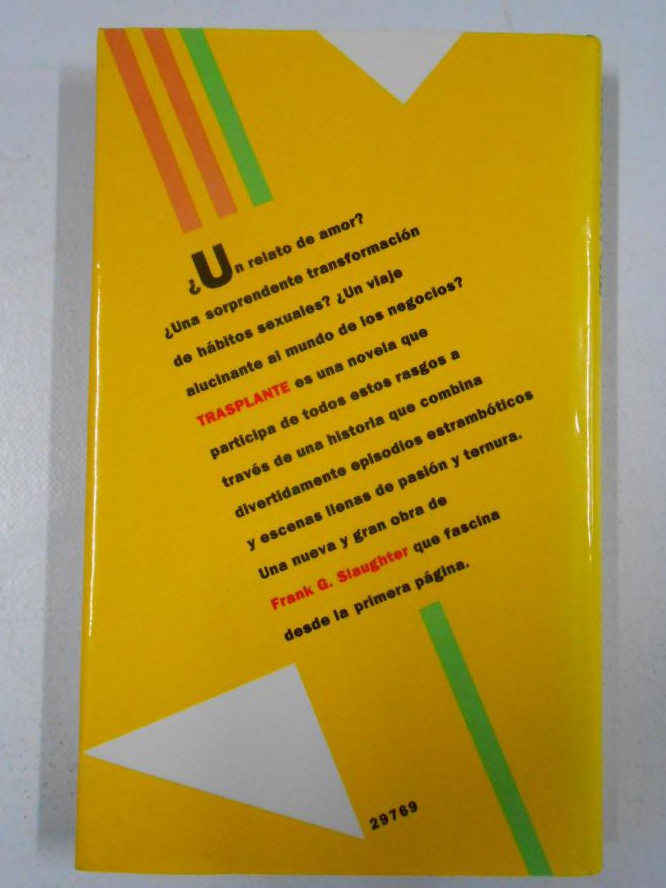 ¿Un relato de amor?
¿Una sorprendente transformación
de hábitos sexuales? ¿Un viaje
alucinante al mundo de los negocios?
TRASPLANTE es una novela que
participa de todos estos rasgos a
través de una historia que combina
divertidamente episodios estrambóticos
y escenas llenas de pasión y ternura.
Una nueva y gran obra de
Frank G. Slaughter que fascina
desde la primera página.
29769